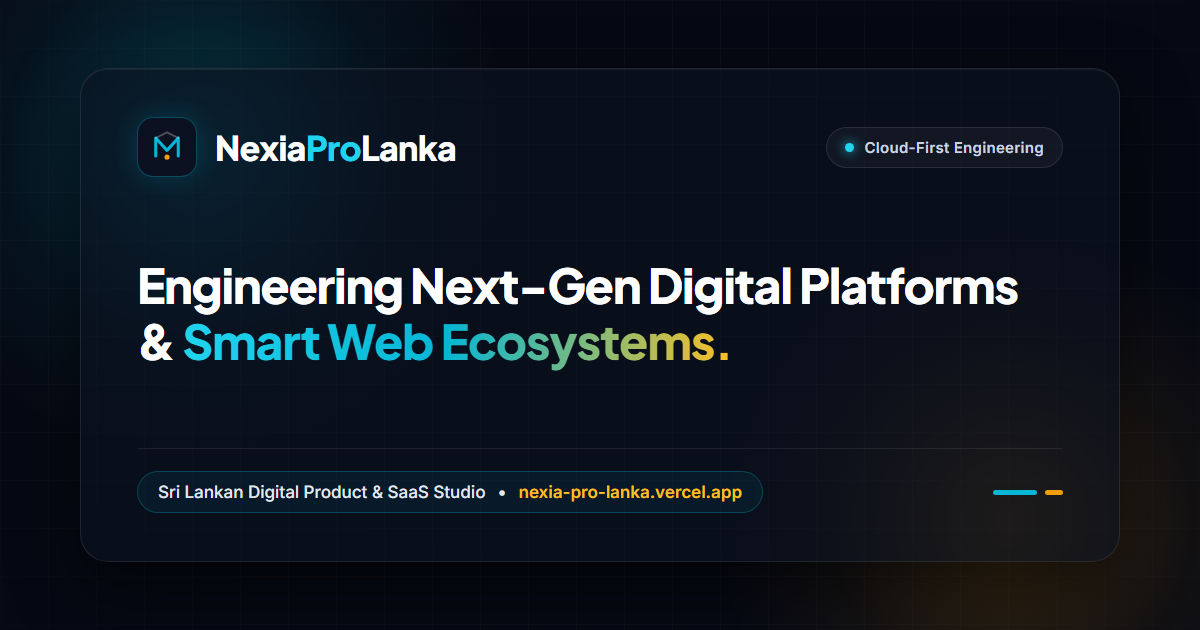 NexiaProLanka
Cloud-First Engineering
Engineering Next-Gen Digital Platforms
& Smart Web Ecosystems.
Sri Lankan Digital Product & SaaS Studio • nexia-pro-lanka.vercel.app